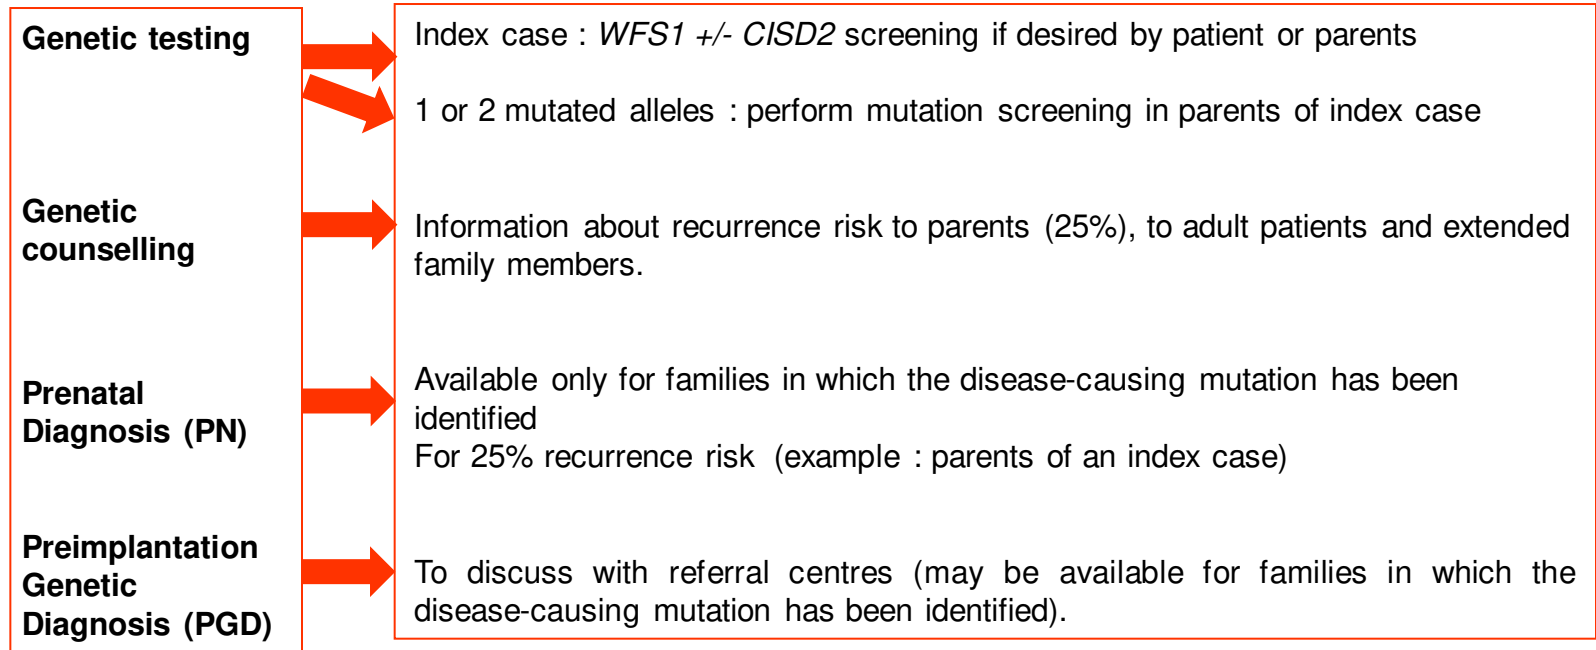 Genetic testing
Index case : WFS1 +/- CISD2 screening if desired by patient or parents
1 or 2 mutated alleles : perform mutation screening in parents of index case
Genetic
counselling
Information about recurrence risk to parents (25%), to adult patients and extended
family members.
Prenatal
Diagnosis (PN)
Available only for families in which the disease-causing mutation has been
identified
For 25% recurrence risk (example : parents of an index case)
Preimplantation
Genetic
Diagnosis (PGD)
To discuss with referral centres (may be available for families in which the
disease-causing mutation has been identified).